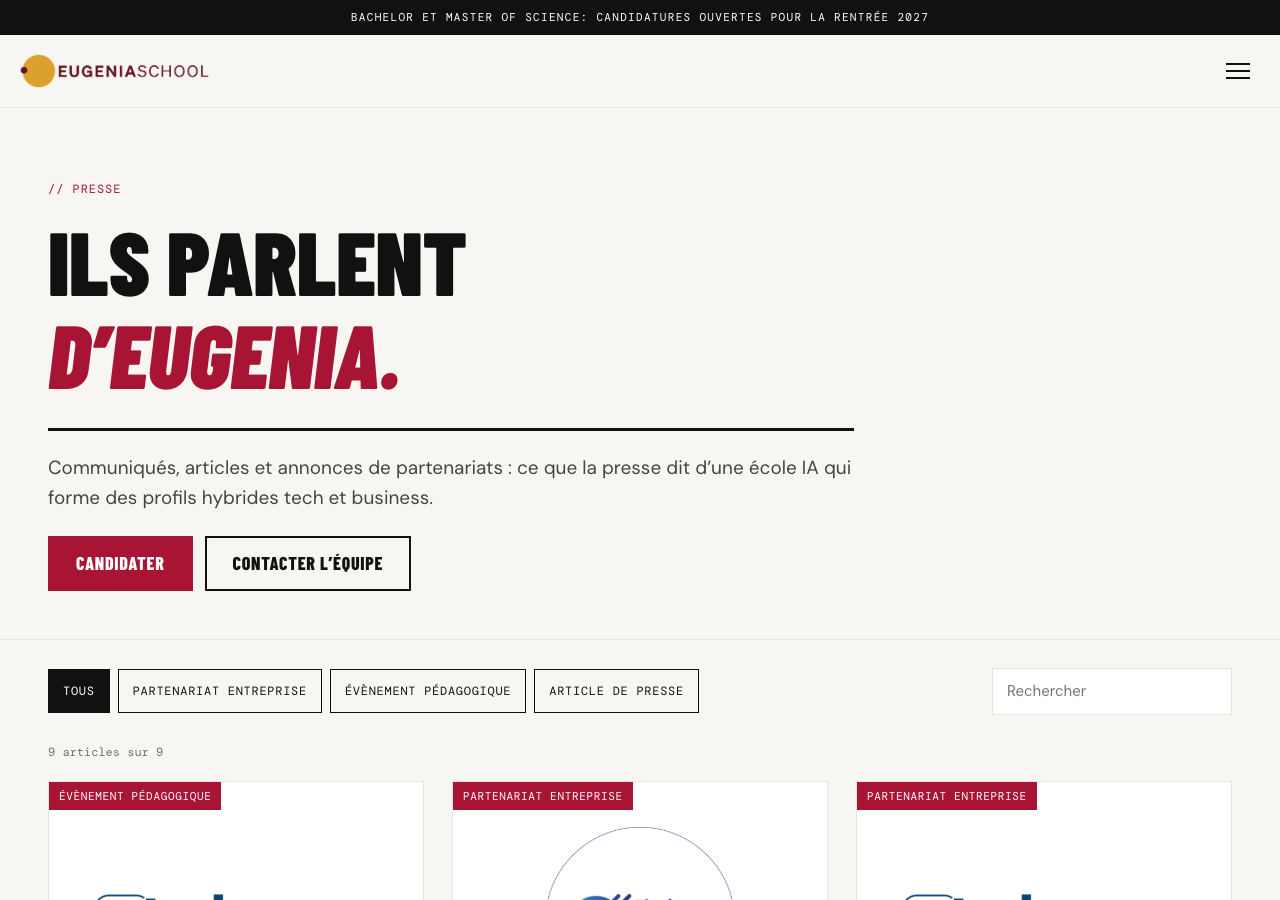 BACHELOR ET MASTER OF SCIENCE: CANDIDATURES OUVERTES POUR LA RENTRÉE 2027
EUGENIASCHOOL
// PRESSE
ILS PARLENT
D’EUGENIA.
Communiqués, articles et annonces de partenariats : ce que la presse dit d’une école IA qui
forme des profils hybrides tech et business.
CANDIDATER
CONTACTER L’ÉQUIPE
TOUS
PARTENARIAT ENTREPRISE
ÉVÈNEMENT PÉDAGOGIQUE
ARTICLE DE PRESSE
Rechercher
9 articles sur 9
ÉVÈNEMENT PÉDAGOGIQUE
PARTENARIAT ENTREPRISE
PARTENARIAT ENTREPRISE